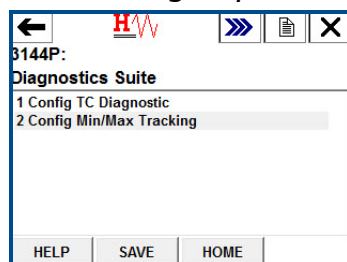 H
3144P:
Diagnostics Suite
1 Config TC Diagnostic
2 Config Min/Max Tracking
HELP SAVE HOME